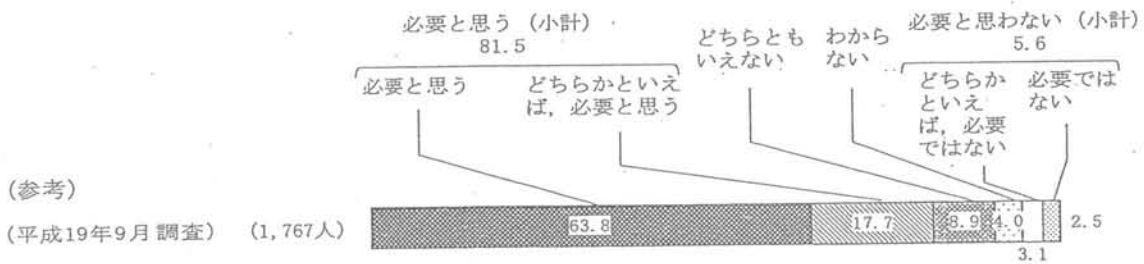 必要と思う（小計）
81.5
必要と思う
どちらかといえ
ば，必要と思う
どちらとも
いえない
わから
ない
必要と思わない（小計）
5.6
どちらか
といえ
ば，必要
ではない
必要では
ない
(参考)
(平成19年9月調査)　(1,767人)
63.8
17.7
8.9
4.0
3.1
2.5